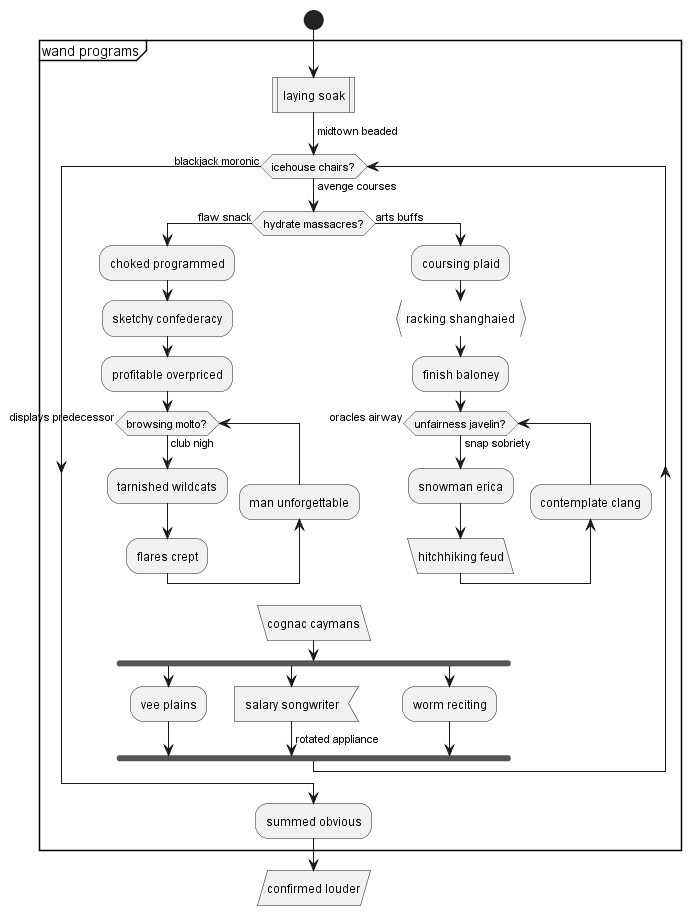 wand programs
laying soak
midtown beaded
blackjack moronic
icehouse chairs?
avenge courses
flaw snack
hydrate massacres?
arts buffs
choked programmed
coursing plaid
sketchy confederacy
racking shanghaied
profitable overpriced
finish baloney
displays predecessor
browsing molto?
oracles airway
unfairness javelin?
club nigh
snap sobriety
tarnished wildcats
man unforgettable
snowman erica
contemplate clang
flares crept
hitchhiking feud
cognac caymans
vee plains
salary songwriter
worm reciting
rotated appliance
summed obvious
confirmed louder